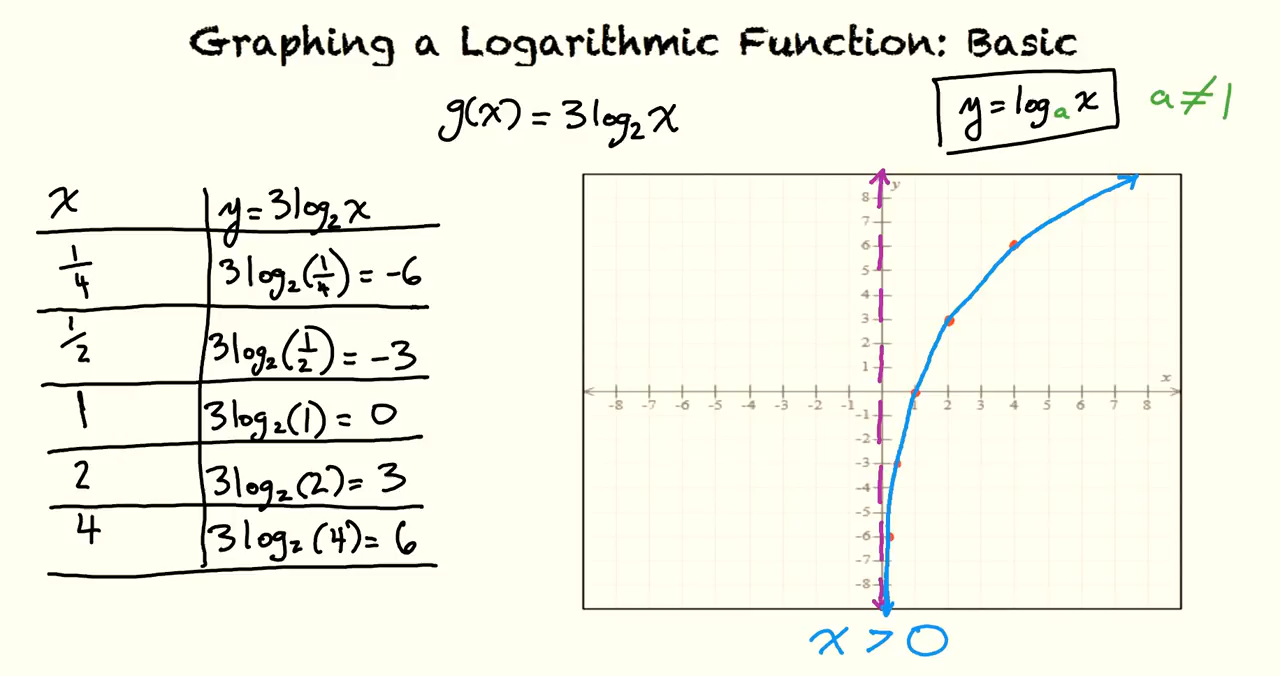 Graphing a Logarithmic Function: Basic
g(x) = 3log₂x
y = logₐ x
a ≠ 1
x y = 3log₂x
1/4 3log₂(1/4) = -6
1/2 3log₂(1/2) = -3
1 3log₂(1) = 0
2 3log₂(2) = 3
4 3log₂(4) = 6
y
8
7
6
5
4
3
2
1
x
-8 -7 -6 -5 -4 -3 -2 -1 1 2 3 4 5 6 7 8
-1
-2
-3
-4
-5
-6
-7
-8
x > 0